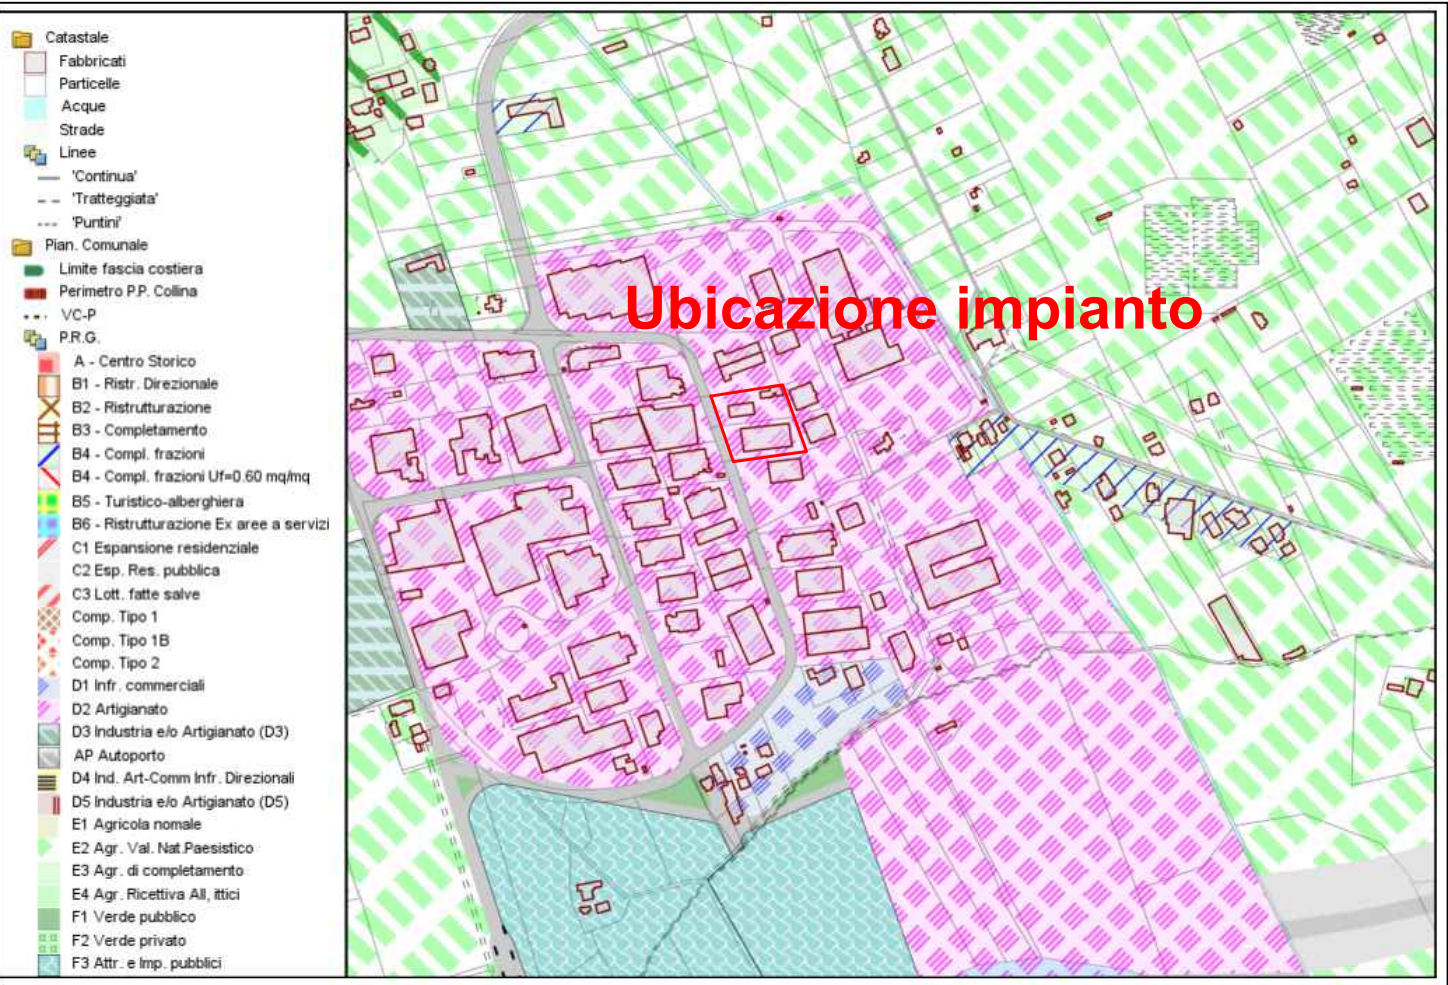 Catastale
Fabbricati
Particelle
Acque
Strade
Linee
'Continua'
'Tratteggiata'
'Puntini'
Pian. Comunale
Limite fascia costiera
Perimetro P.P. Collina
VC-P
P.R.G.
A - Centro Storico
B1 - Ristr. Direzionale
B2 - Ristrutturazione
B3 - Completamento
B4 - Compl. frazioni
B4 - Compl. frazioni Uf=0.60 mq/mq
B5 - Turistico-alberghiera
B6 - Ristrutturazione Ex aree a servizi
C1 Espansione residenziale
C2 Esp. Res. pubblica
C3 Lott. fatte salve
Comp. Tipo 1
Comp. Tipo 1B
Comp. Tipo 2
D1 Infr. commerciali
D2 Artigianato
D3 Industria e/o Artigianato (D3)
AP Autoporto
D4 Ind. Art-Comm Infr. Direzionali
D5 Industria e/o Artigianato (D5)
E1 Agricola nomale
E2 Agr. Val. Nat.Paesistico
E3 Agr. di completamento
E4 Agr. Ricettiva All, ittici
F1 Verde pubblico
F2 Verde privato
F3 Attr. e Imp. pubblici
Ubicazione impianto